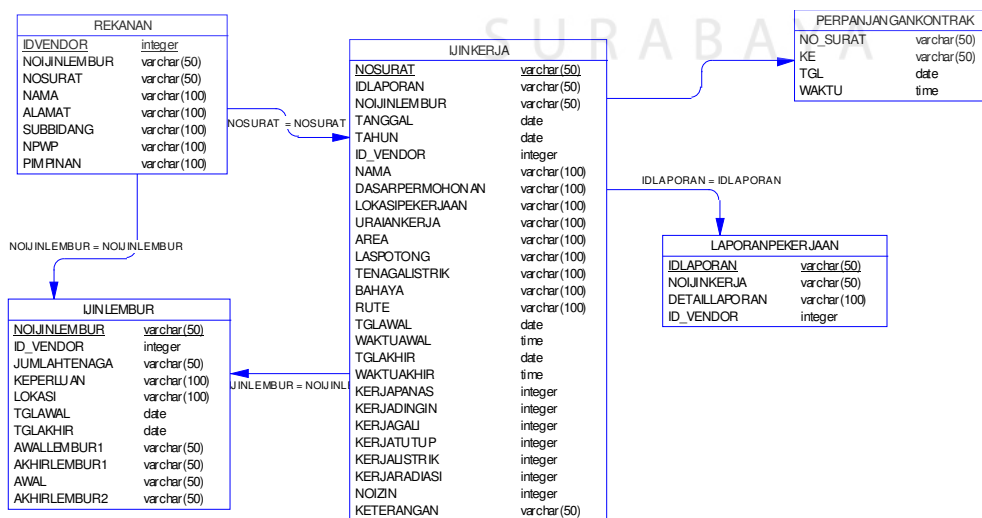 SURABAYA
REKANAN
IDVENDOR integer
NOIJINLEMBUR varchar(50)
NOSURAT varchar(50)
NAMA varchar(100)
ALAMAT varchar(100)
SUBBIDANG varchar(100)
NPWP varchar(100)
PIMPINAN varchar(100)
NOSURAT = NOSURAT
NOIJINLEMBUR = NOIJINLEMBUR
IJINKERJA
NOSURAT varchar(50)
IDLAPORAN varchar(50)
NOIJINLEMBUR varchar(50)
TANGGAL date
TAHUN date
ID_VENDOR integer
NAMA varchar(100)
DASARPERMOHONAN varchar(100)
LOKASIPEKERJAAN varchar(100)
URAIANKERJA varchar(100)
AREA varchar(100)
LASPOTONG varchar(100)
TENAGALISTRIK varchar(100)
BAHAYA varchar(100)
RUTE varchar(100)
TGLAWAL date
WAKTUAWAL time
TGLAKHIR date
WAKTUAKHIR time
KERJAPANAS integer
KERJADINGIN integer
KERJAGALI integer
KERJATUTUP integer
KERJALISTRIK integer
KERJARADIASI integer
NOIZIN integer
KETERANGAN varchar(50)
PERPANJANGANKONTRAK
NO_SURAT varchar(50)
KE varchar(50)
TGL date
WAKTU time
IDLAPORAN = IDLAPORAN
LAPORANPEKERJAAN
IDLAPORAN varchar(50)
NOIJINKERJA varchar(50)
DETAILLAPORAN varchar(100)
ID_VENDOR integer
IJINLEMBUR
NOIJINLEMBUR varchar(50)
ID_VENDOR integer
JUMLAHTENAGA varchar(50)
KEPERLUAN varchar(100)
LOKASI varchar(100)
TGLAWAL date
TGLAKHIR date
AWALLEMBUR1 varchar(50)
AKHIRLEMBUR1 varchar(50)
AWAL varchar(50)
AKHIRLEMBUR2 varchar(50)